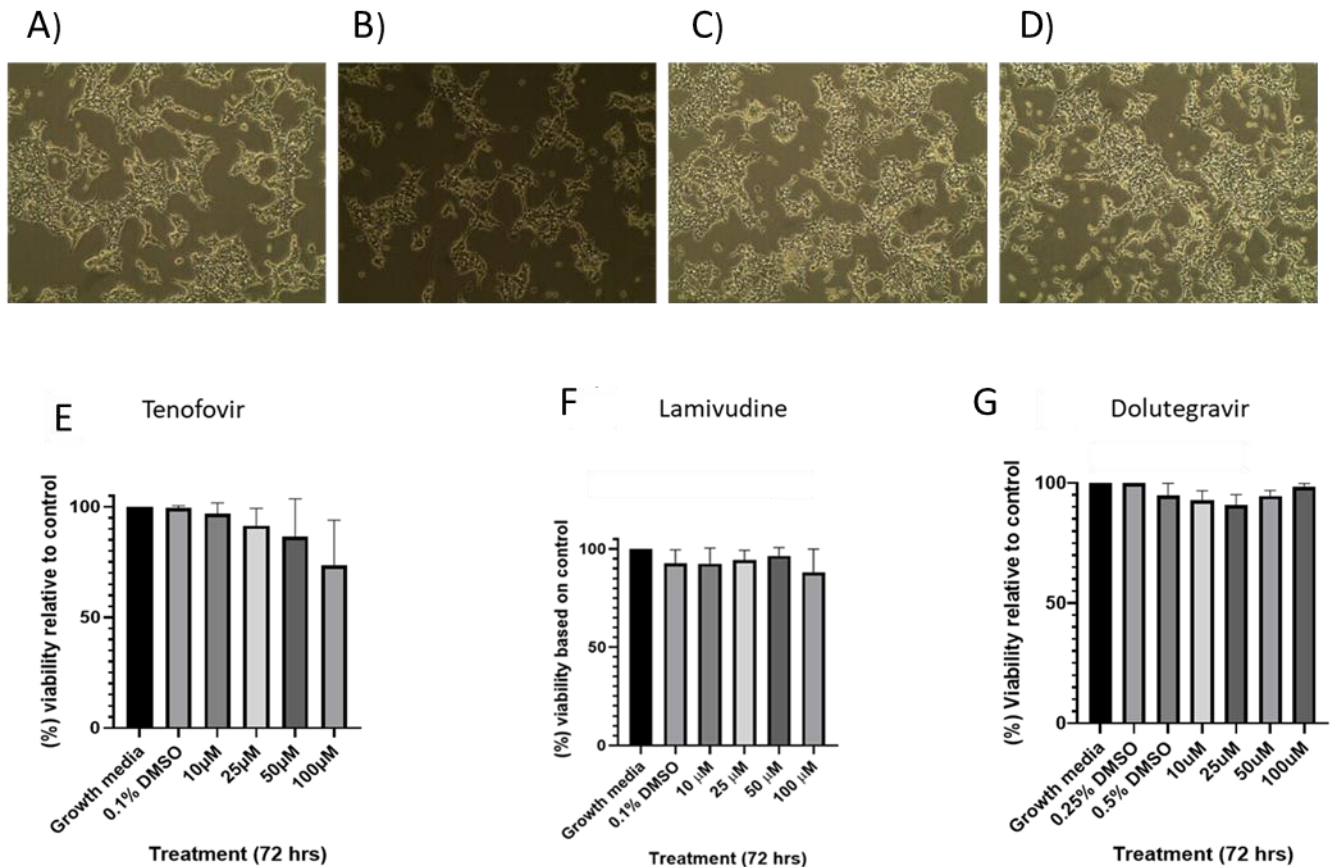 A)
B)
C)
D)
E
Tenofovir
(%) viability relative to control
100
50
0
Growth media
0.1% DMSO
10µM
25µM
50µM
100µM
Treatment (72 hrs)
F
Lamivudine
(%) viability based on control
100
50
0
Growth media
0.1% DMSO
10 µM
25 µM
50 µM
100 µM
Treatment (72 hrs)
G
Dolutegravir
(%) Viability relative to control
100
50
0
Growth media
0.25% DMSO
0.5% DMSO
10uM
25uM
50uM
100uM
Treatment (72 hrs)